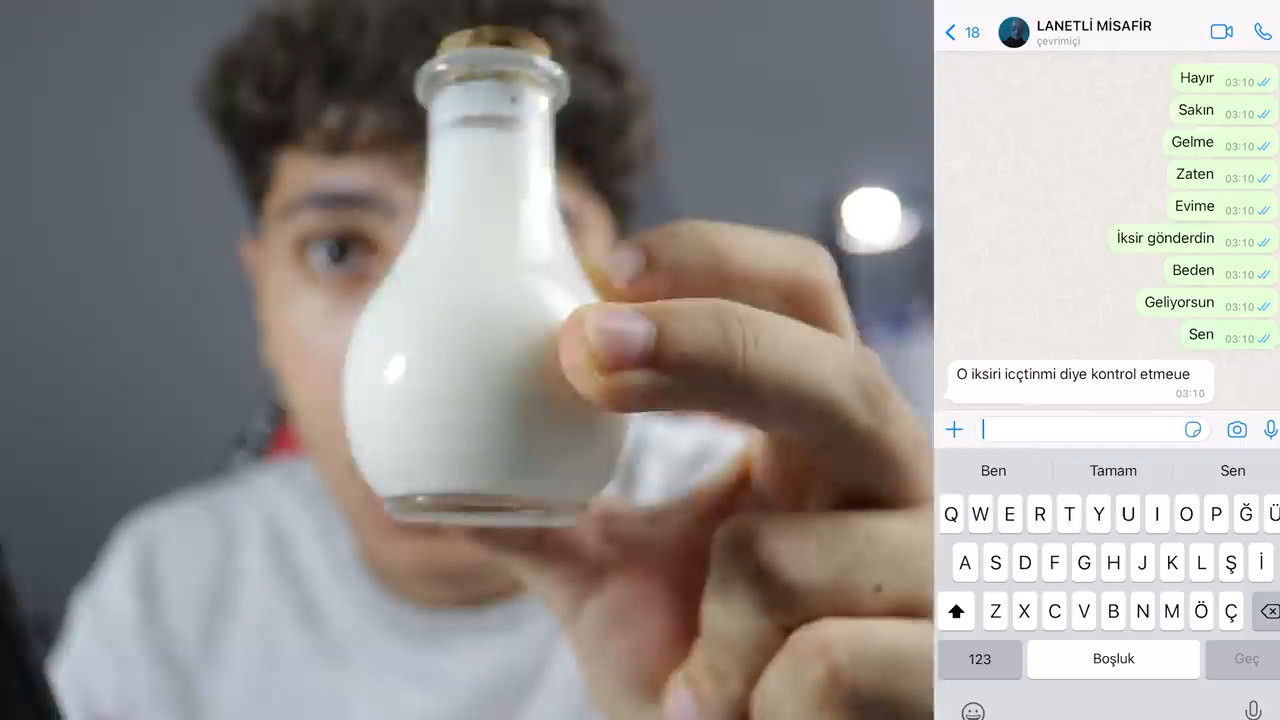 18
LANETLİ MİSAFİR
çevrimiçi
Hayır 03:10
Sakın 03:10
Gelme 03:10
Zaten 03:10
Evime 03:10
İksir gönderdin 03:10
Beden 03:10
Geliyorsun 03:10
Sen 03:10
O iksiri icçtinmi diye kontrol etmeue
03:10
Ben Tamam Sen
Q W E R T Y U I O P Ğ Ü
A S D F G H J K L Ş İ
Z X C V B N M Ö Ç
123 Boşluk Geç